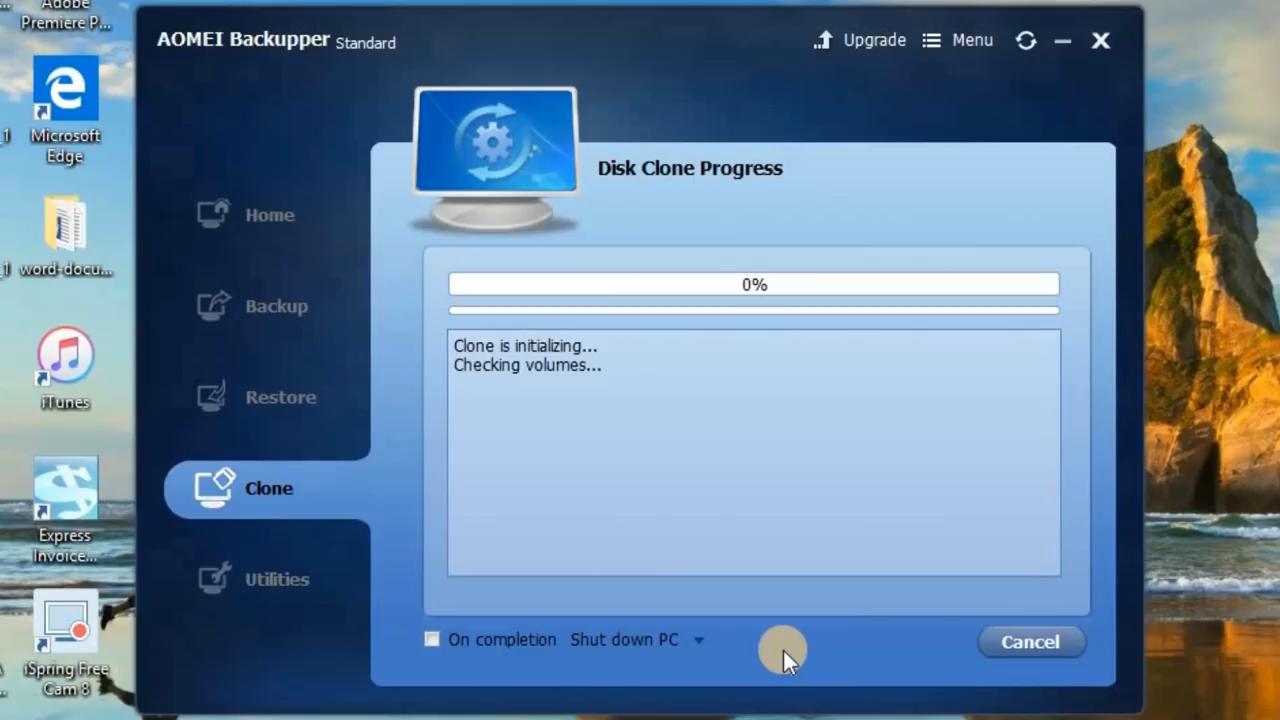 Adobe
Premiere P...
Microsoft
Edge
_1
_1
word-docu...
iTunes
Express
Invoice...
iSpring Free
Cam 8
AOMEI Backupper Standard
Upgrade
Menu
Home
Backup
Restore
Clone
Utilities
Disk Clone Progress
0%
Clone is initializing...
Checking volumes...
On completion Shut down PC
Cancel